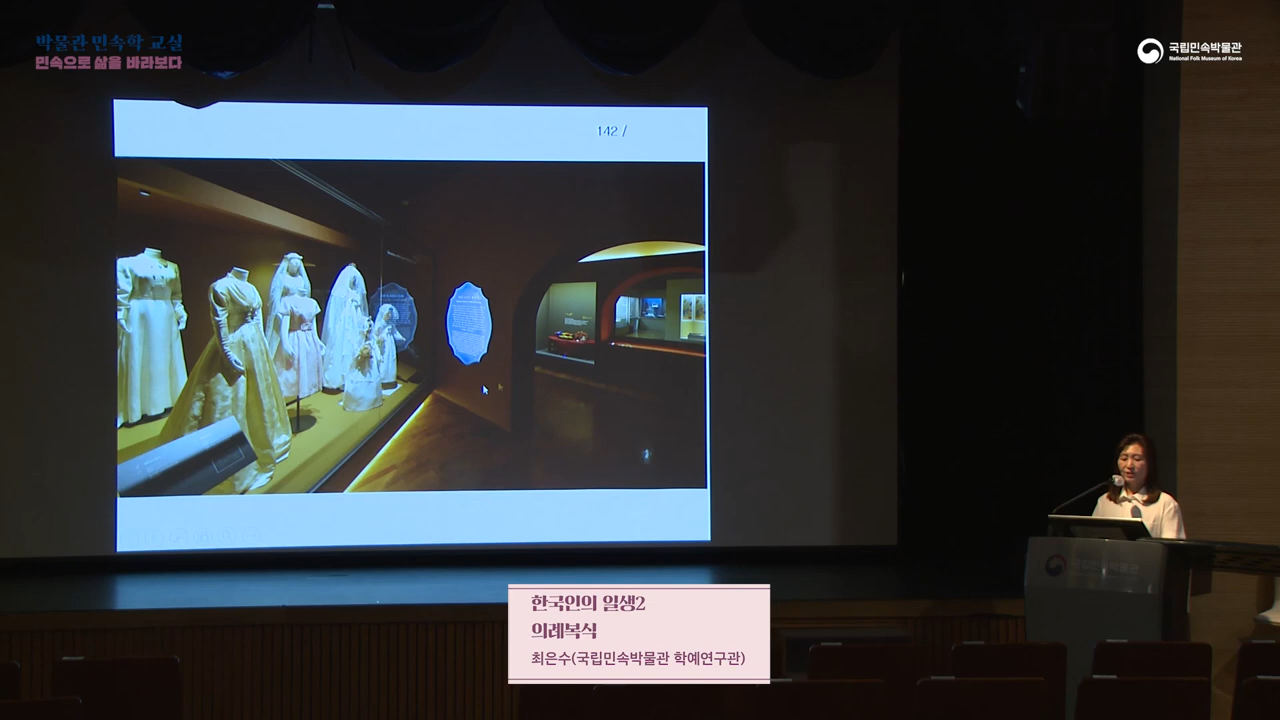 박물관 민속학 교실
민속으로 삶을 바라보다
국립민속박물관
National Folk Museum of Korea
142 /
한국인의 일생2
의례복식
최은수(국립민속박물관 학예연구관)